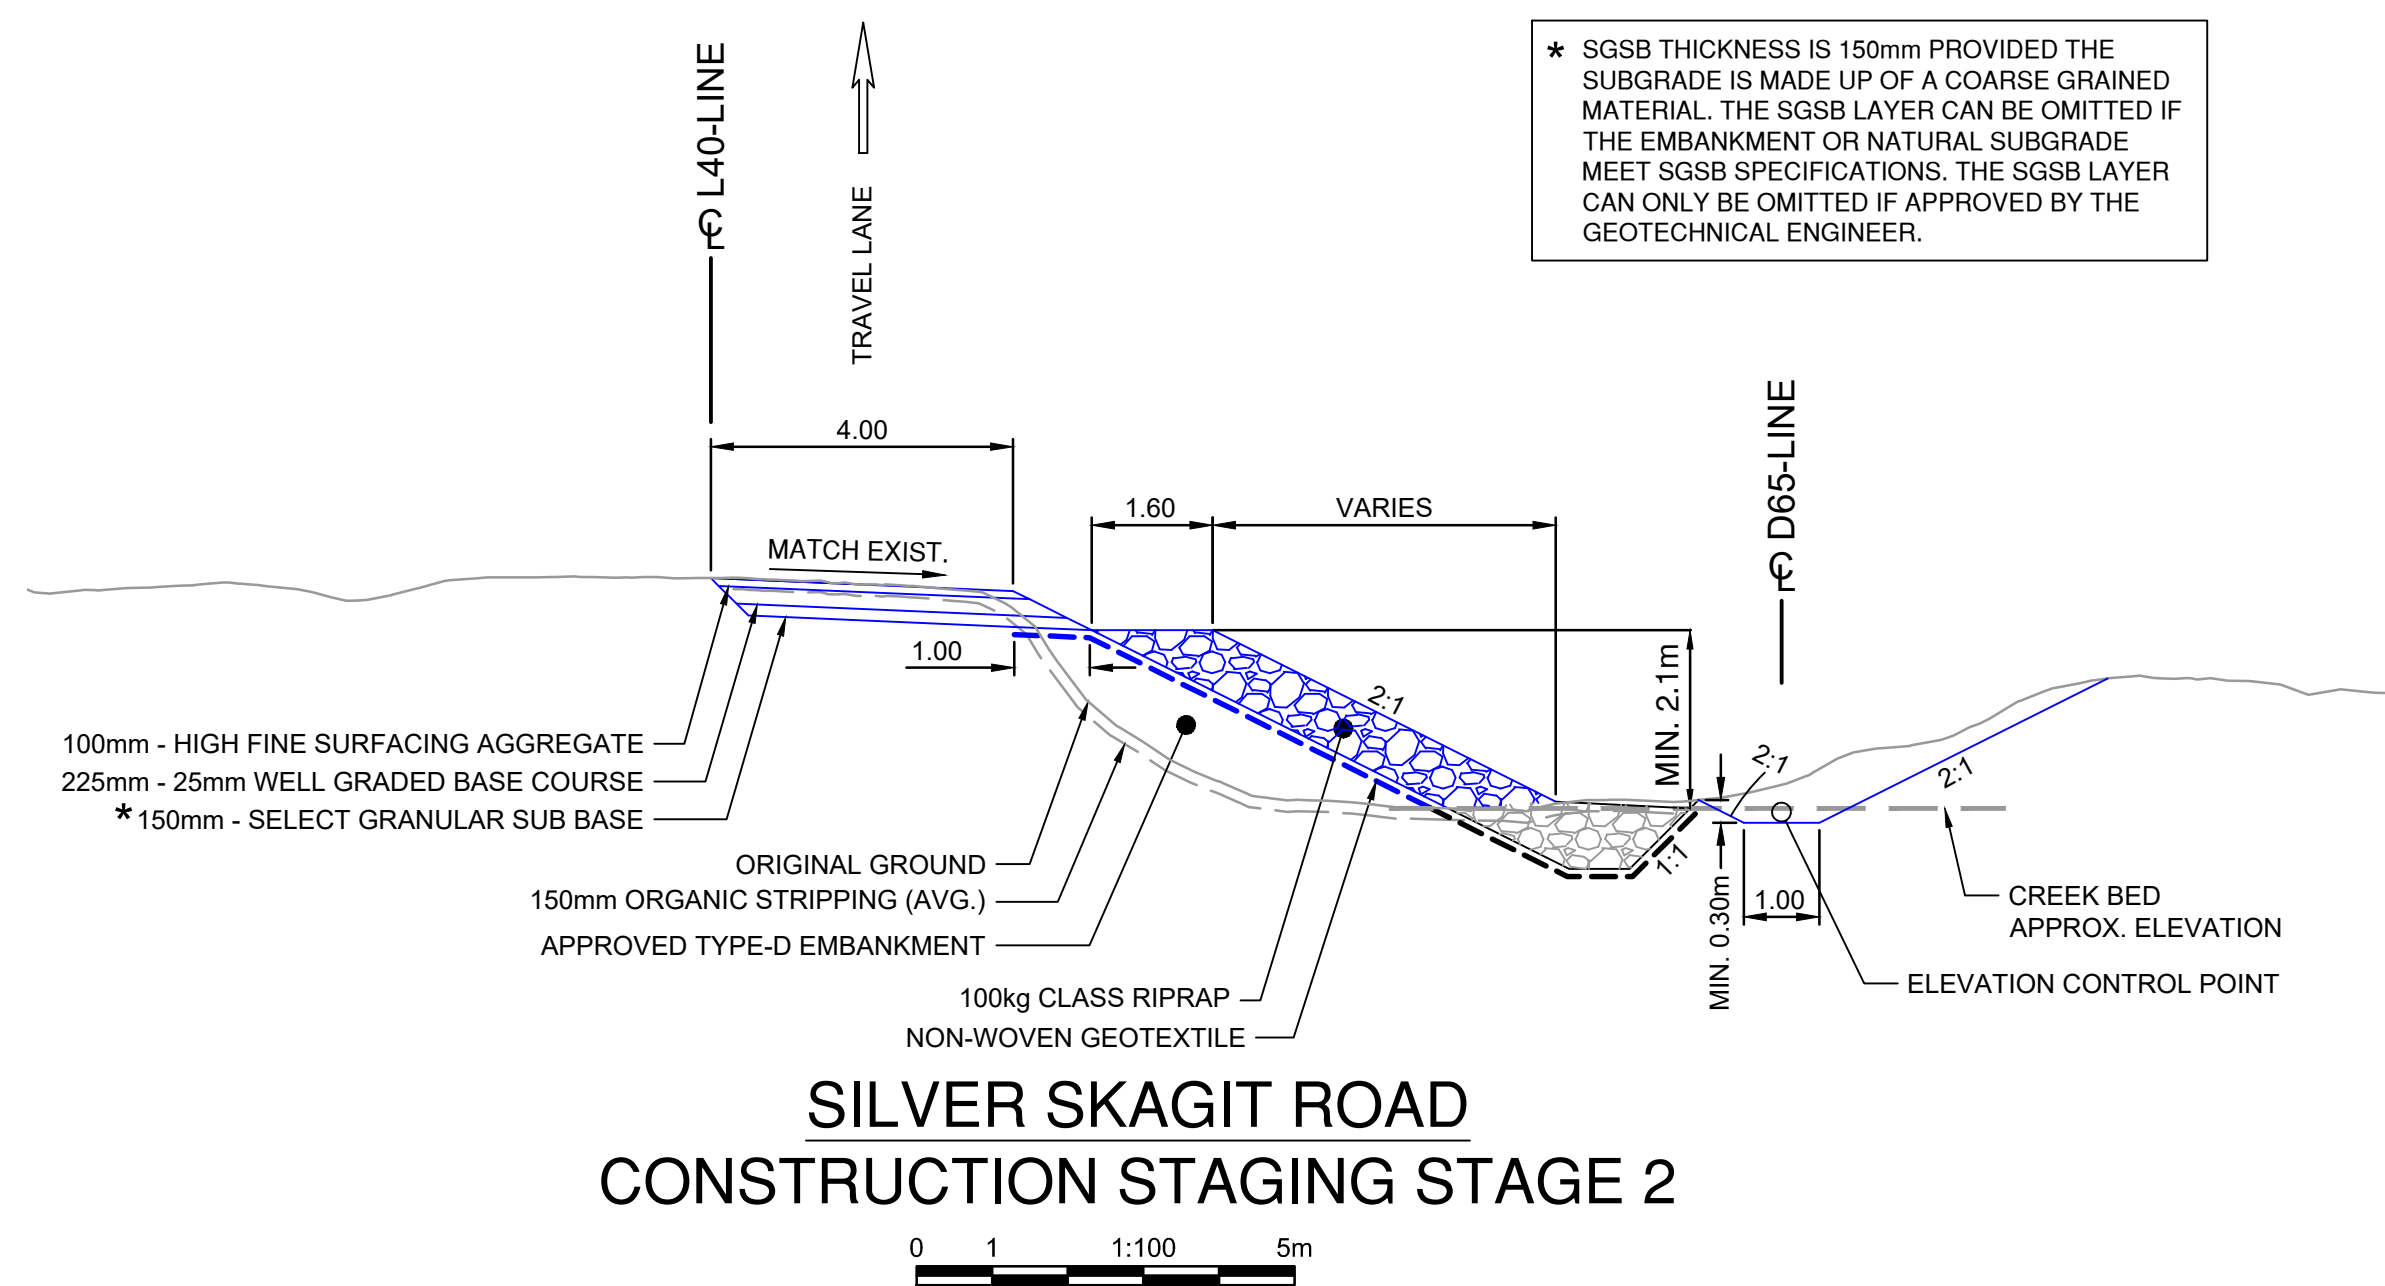 * SGSB THICKNESS IS 150mm PROVIDED THE
SUBGRADE IS MADE UP OF A COARSE GRAINED
MATERIAL. THE SGSB LAYER CAN BE OMITTED IF
THE EMBANKMENT OR NATURAL SUBGRADE
MEET SGSB SPECIFICATIONS. THE SGSB LAYER
CAN ONLY BE OMITTED IF APPROVED BY THE
GEOTECHNICAL ENGINEER.
℄ L40-LINE
TRAVEL LANE
℄ D65-LINE
4.00
1.60
VARIES
MATCH EXIST.
1.00
2:1
MIN. 2.1m
2:1
2:1
1:1
MIN. 0.30m
1.00
100mm - HIGH FINE SURFACING AGGREGATE
225mm - 25mm WELL GRADED BASE COURSE
* 150mm - SELECT GRANULAR SUB BASE
ORIGINAL GROUND
150mm ORGANIC STRIPPING (AVG.)
APPROVED TYPE-D EMBANKMENT
100kg CLASS RIPRAP
NON-WOVEN GEOTEXTILE
CREEK BED
APPROX. ELEVATION
ELEVATION CONTROL POINT
SILVER SKAGIT ROAD
CONSTRUCTION STAGING STAGE 2
0 1 1:100 5m